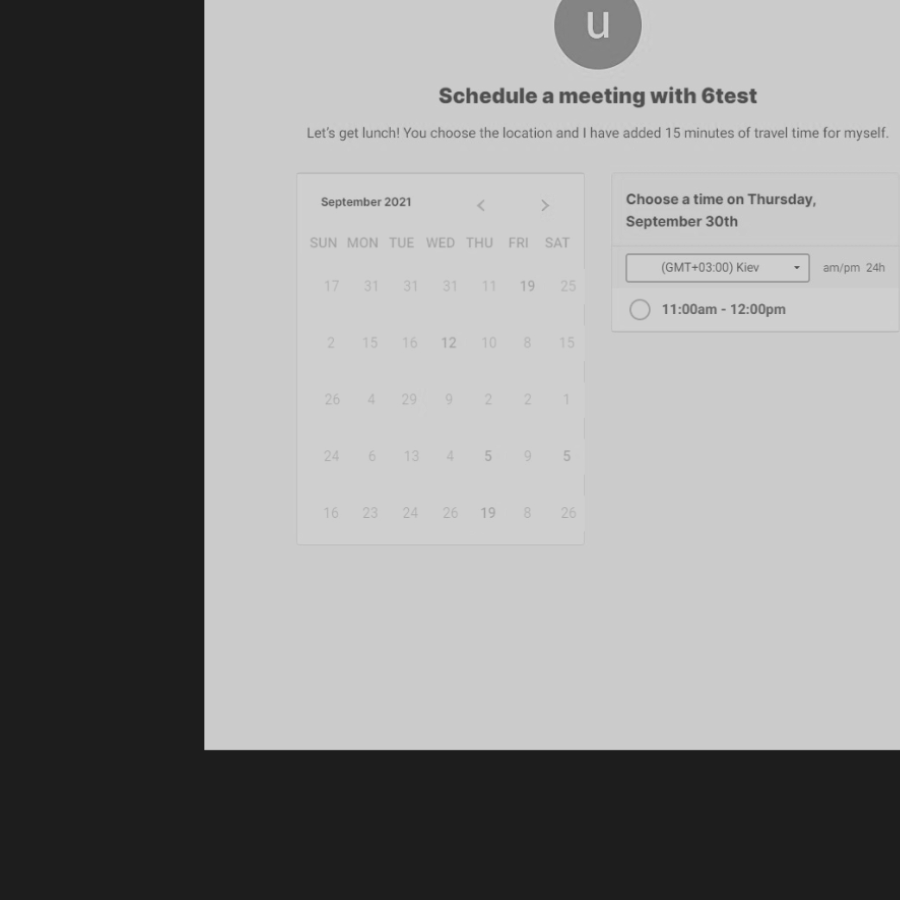 u
Schedule a meeting with 6test
Let's get lunch! You choose the location and I have added 15 minutes of travel time for myself.
September 2021 < >
SUN MON TUE WED THU FRI SAT
17 31 31 31 11 19 25
2 15 16 12 10 8 15
26 4 29 9 2 2 1
24 6 13 4 5 9 5
16 23 24 26 19 8 26
Choose a time on Thursday,
September 30th
(GMT+03:00) Kiev am/pm 24h
11:00am - 12:00pm